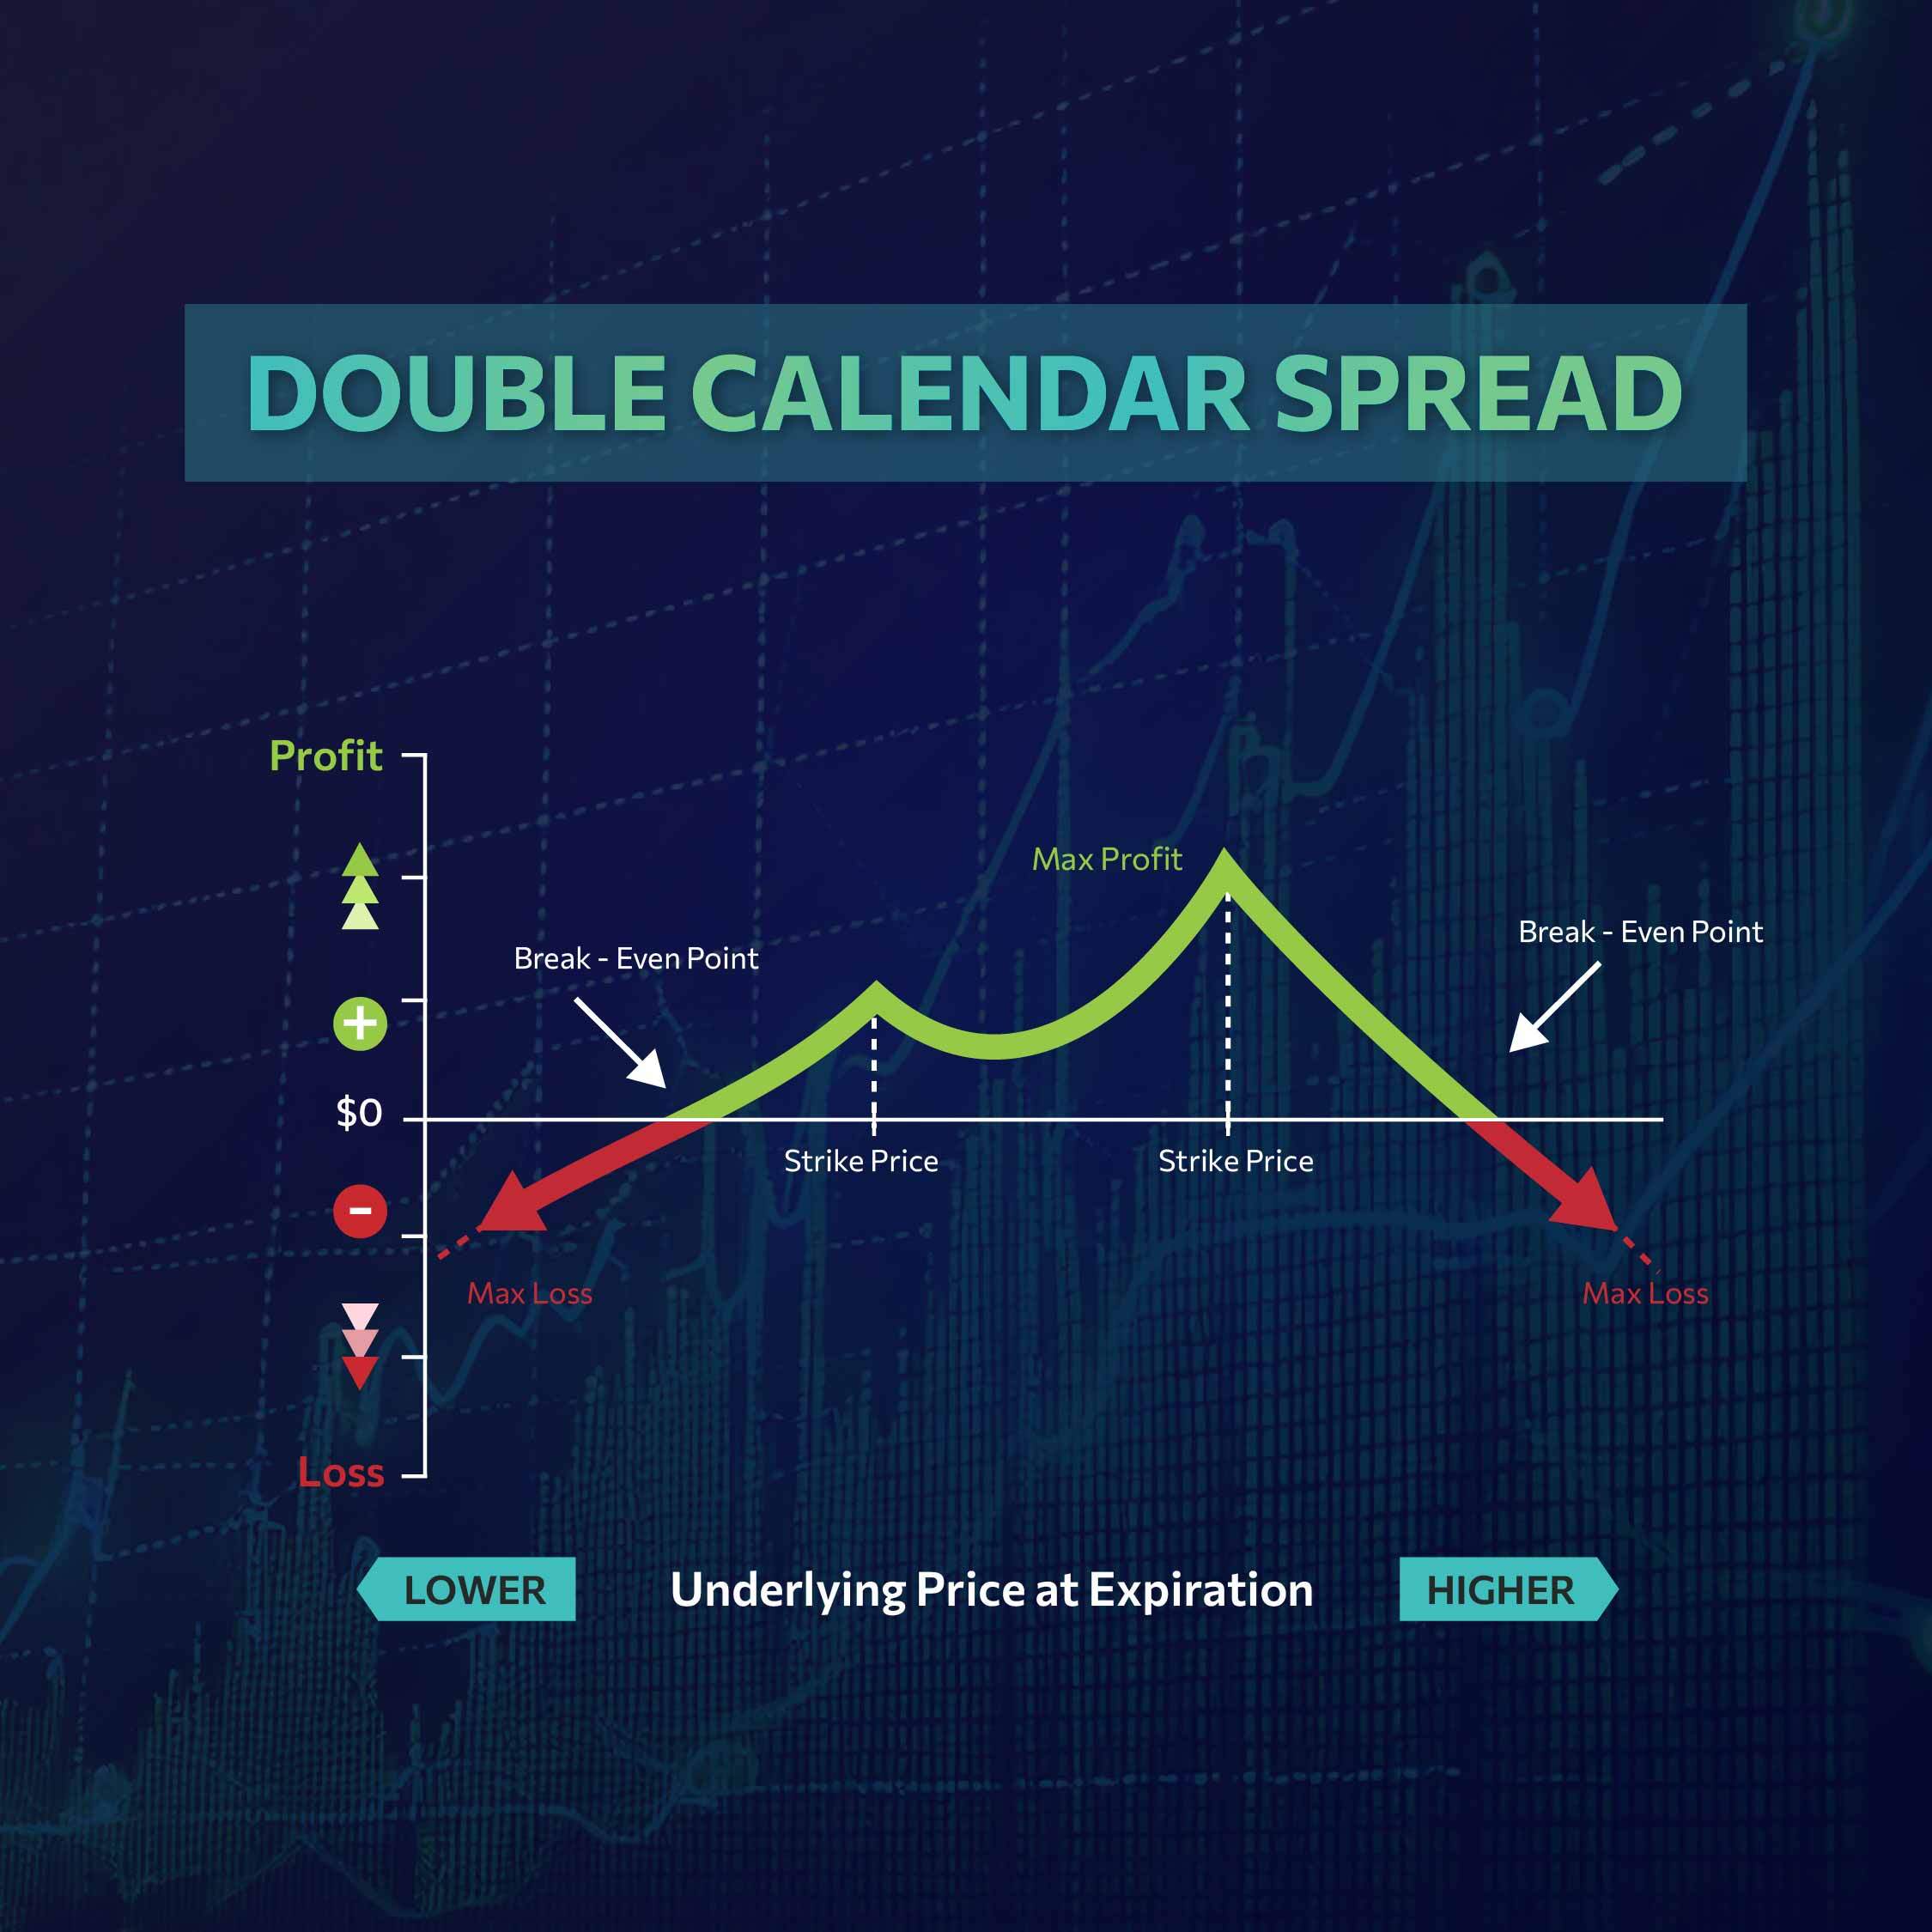 DOUBLE CALENDAR SPREAD
Profit
Max Profit
Break - Even Point
Break - Even Point
+
$0
Strike Price
Strike Price
-
Max Loss
Max Loss
Loss
LOWER
Underlying Price at Expiration
HIGHER